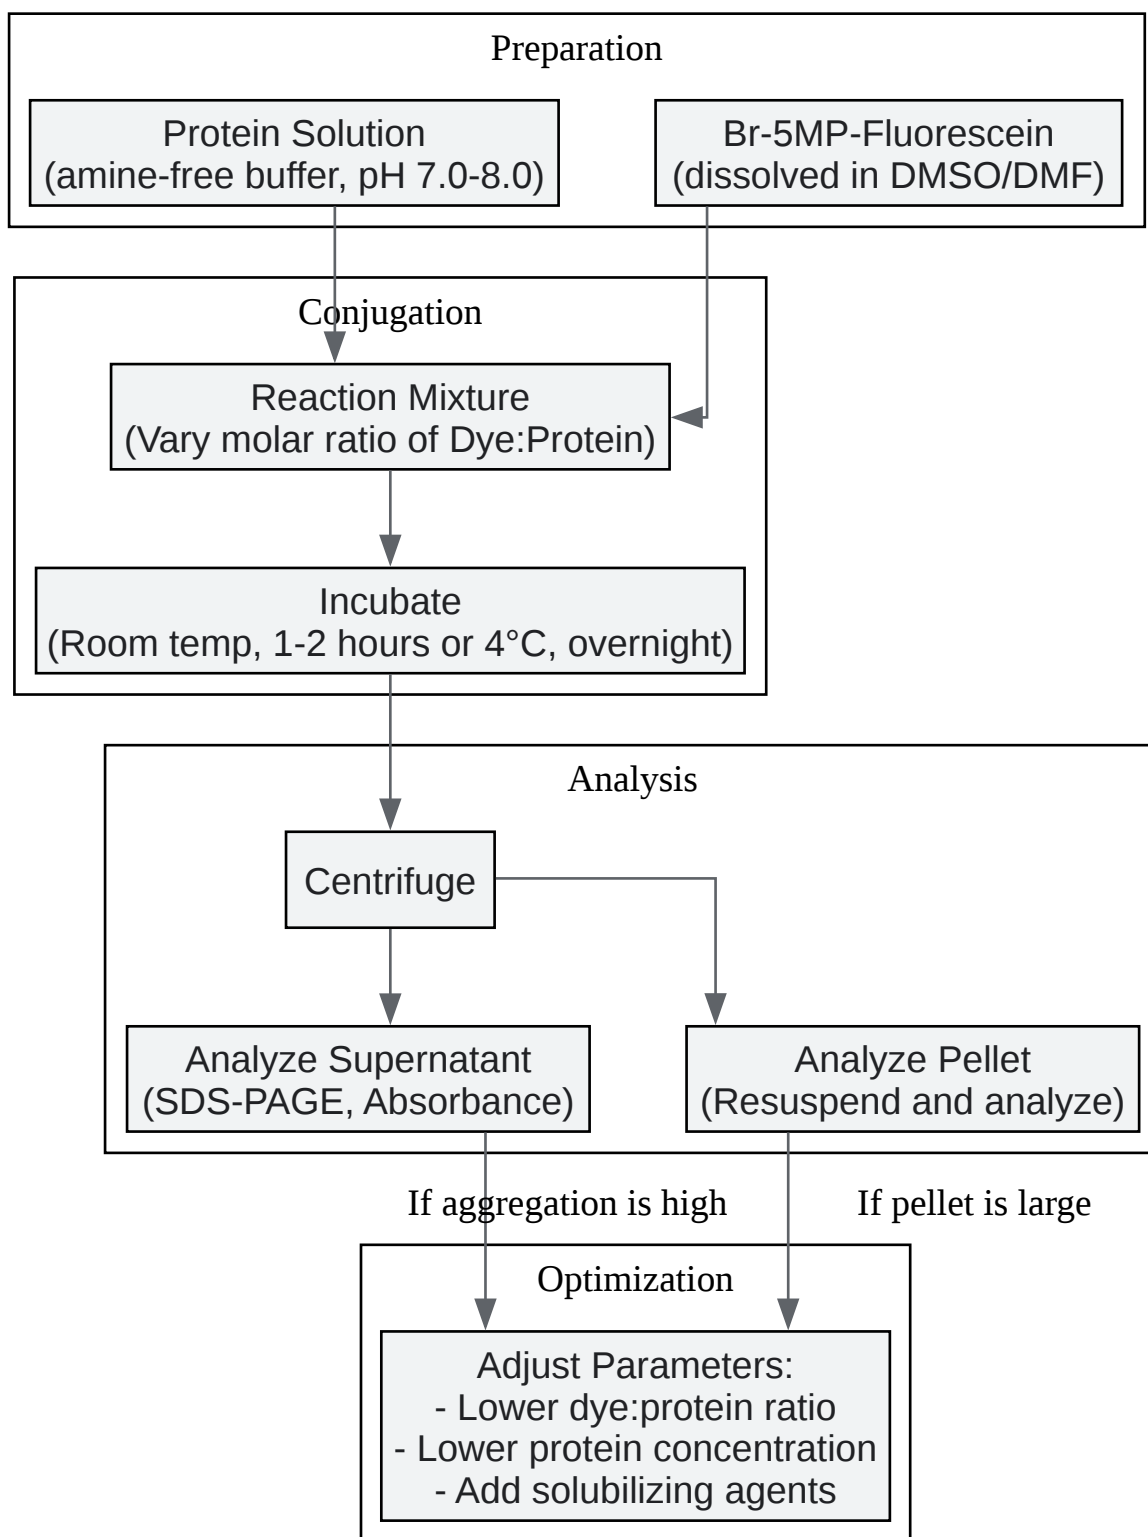 Preparation
Protein Solution
(amine-free buffer, pH 7.0-8.0)
Br-5MP-Fluorescein
(dissolved in DMSO/DMF)
Conjugation
Reaction Mixture
(Vary molar ratio of Dye:Protein)
Incubate
(Room temp, 1-2 hours or 4°C, overnight)
Analysis
Centrifuge
Analyze Supernatant
(SDS-PAGE, Absorbance)
Analyze Pellet
(Resuspend and analyze)
If aggregation is high
If pellet is large
Optimization
Adjust Parameters:
- Lower dye:protein ratio
- Lower protein concentration
- Add solubilizing agents